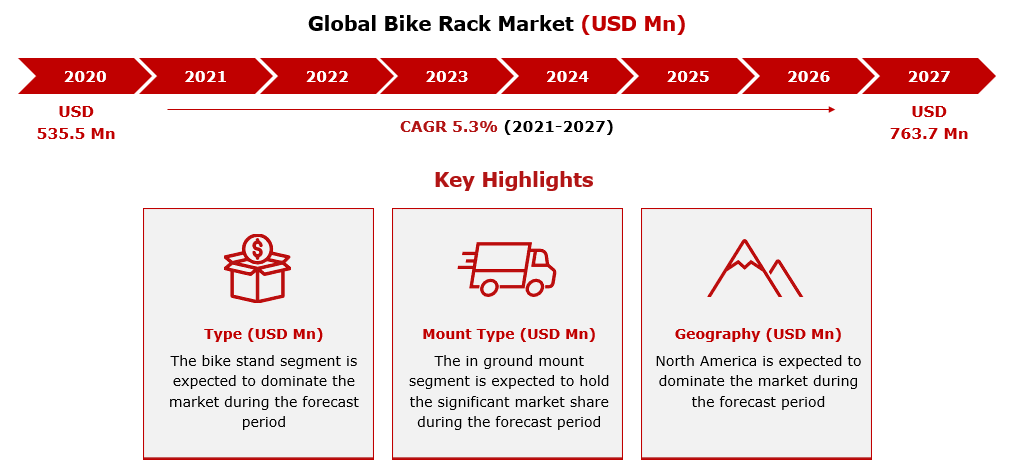 Global Bike Rack Market (USD Mn)
2020 2021 2022 2023 2024 2025 2026 2027
USD
535.5 Mn
CAGR 5.3% (2021-2027)
USD
763.7 Mn
Key Highlights
$
Type (USD Mn)
The bike stand segment is
expected to dominate the
market during the forecast
period
Mount Type (USD Mn)
The in ground mount
segment is expected to hold
the significant market share
during the forecast period
Geography (USD Mn)
North America is expected to
dominate the market during
the forecast period